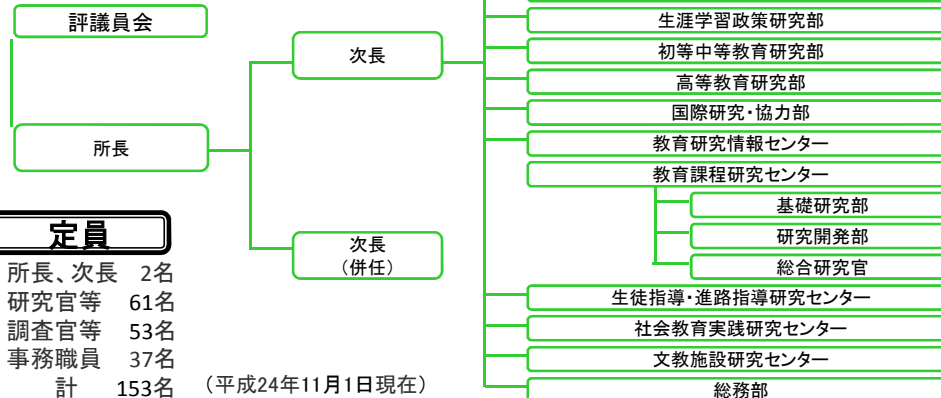 評議員会
所長
次長
次長
(併任)
生涯学習政策研究部
初等中等教育研究部
高等教育研究部
国際研究・協力部
教育研究情報センター
教育課程研究センター
基礎研究部
研究開発部
総合研究官
生徒指導・進路指導研究センター
社会教育実践研究センター
文教施設研究センター
総務部
定員
所長、次長 2名
研究官等 61名
調査官等 53名
事務職員 37名
計 153名 (平成24年11月1日現在)